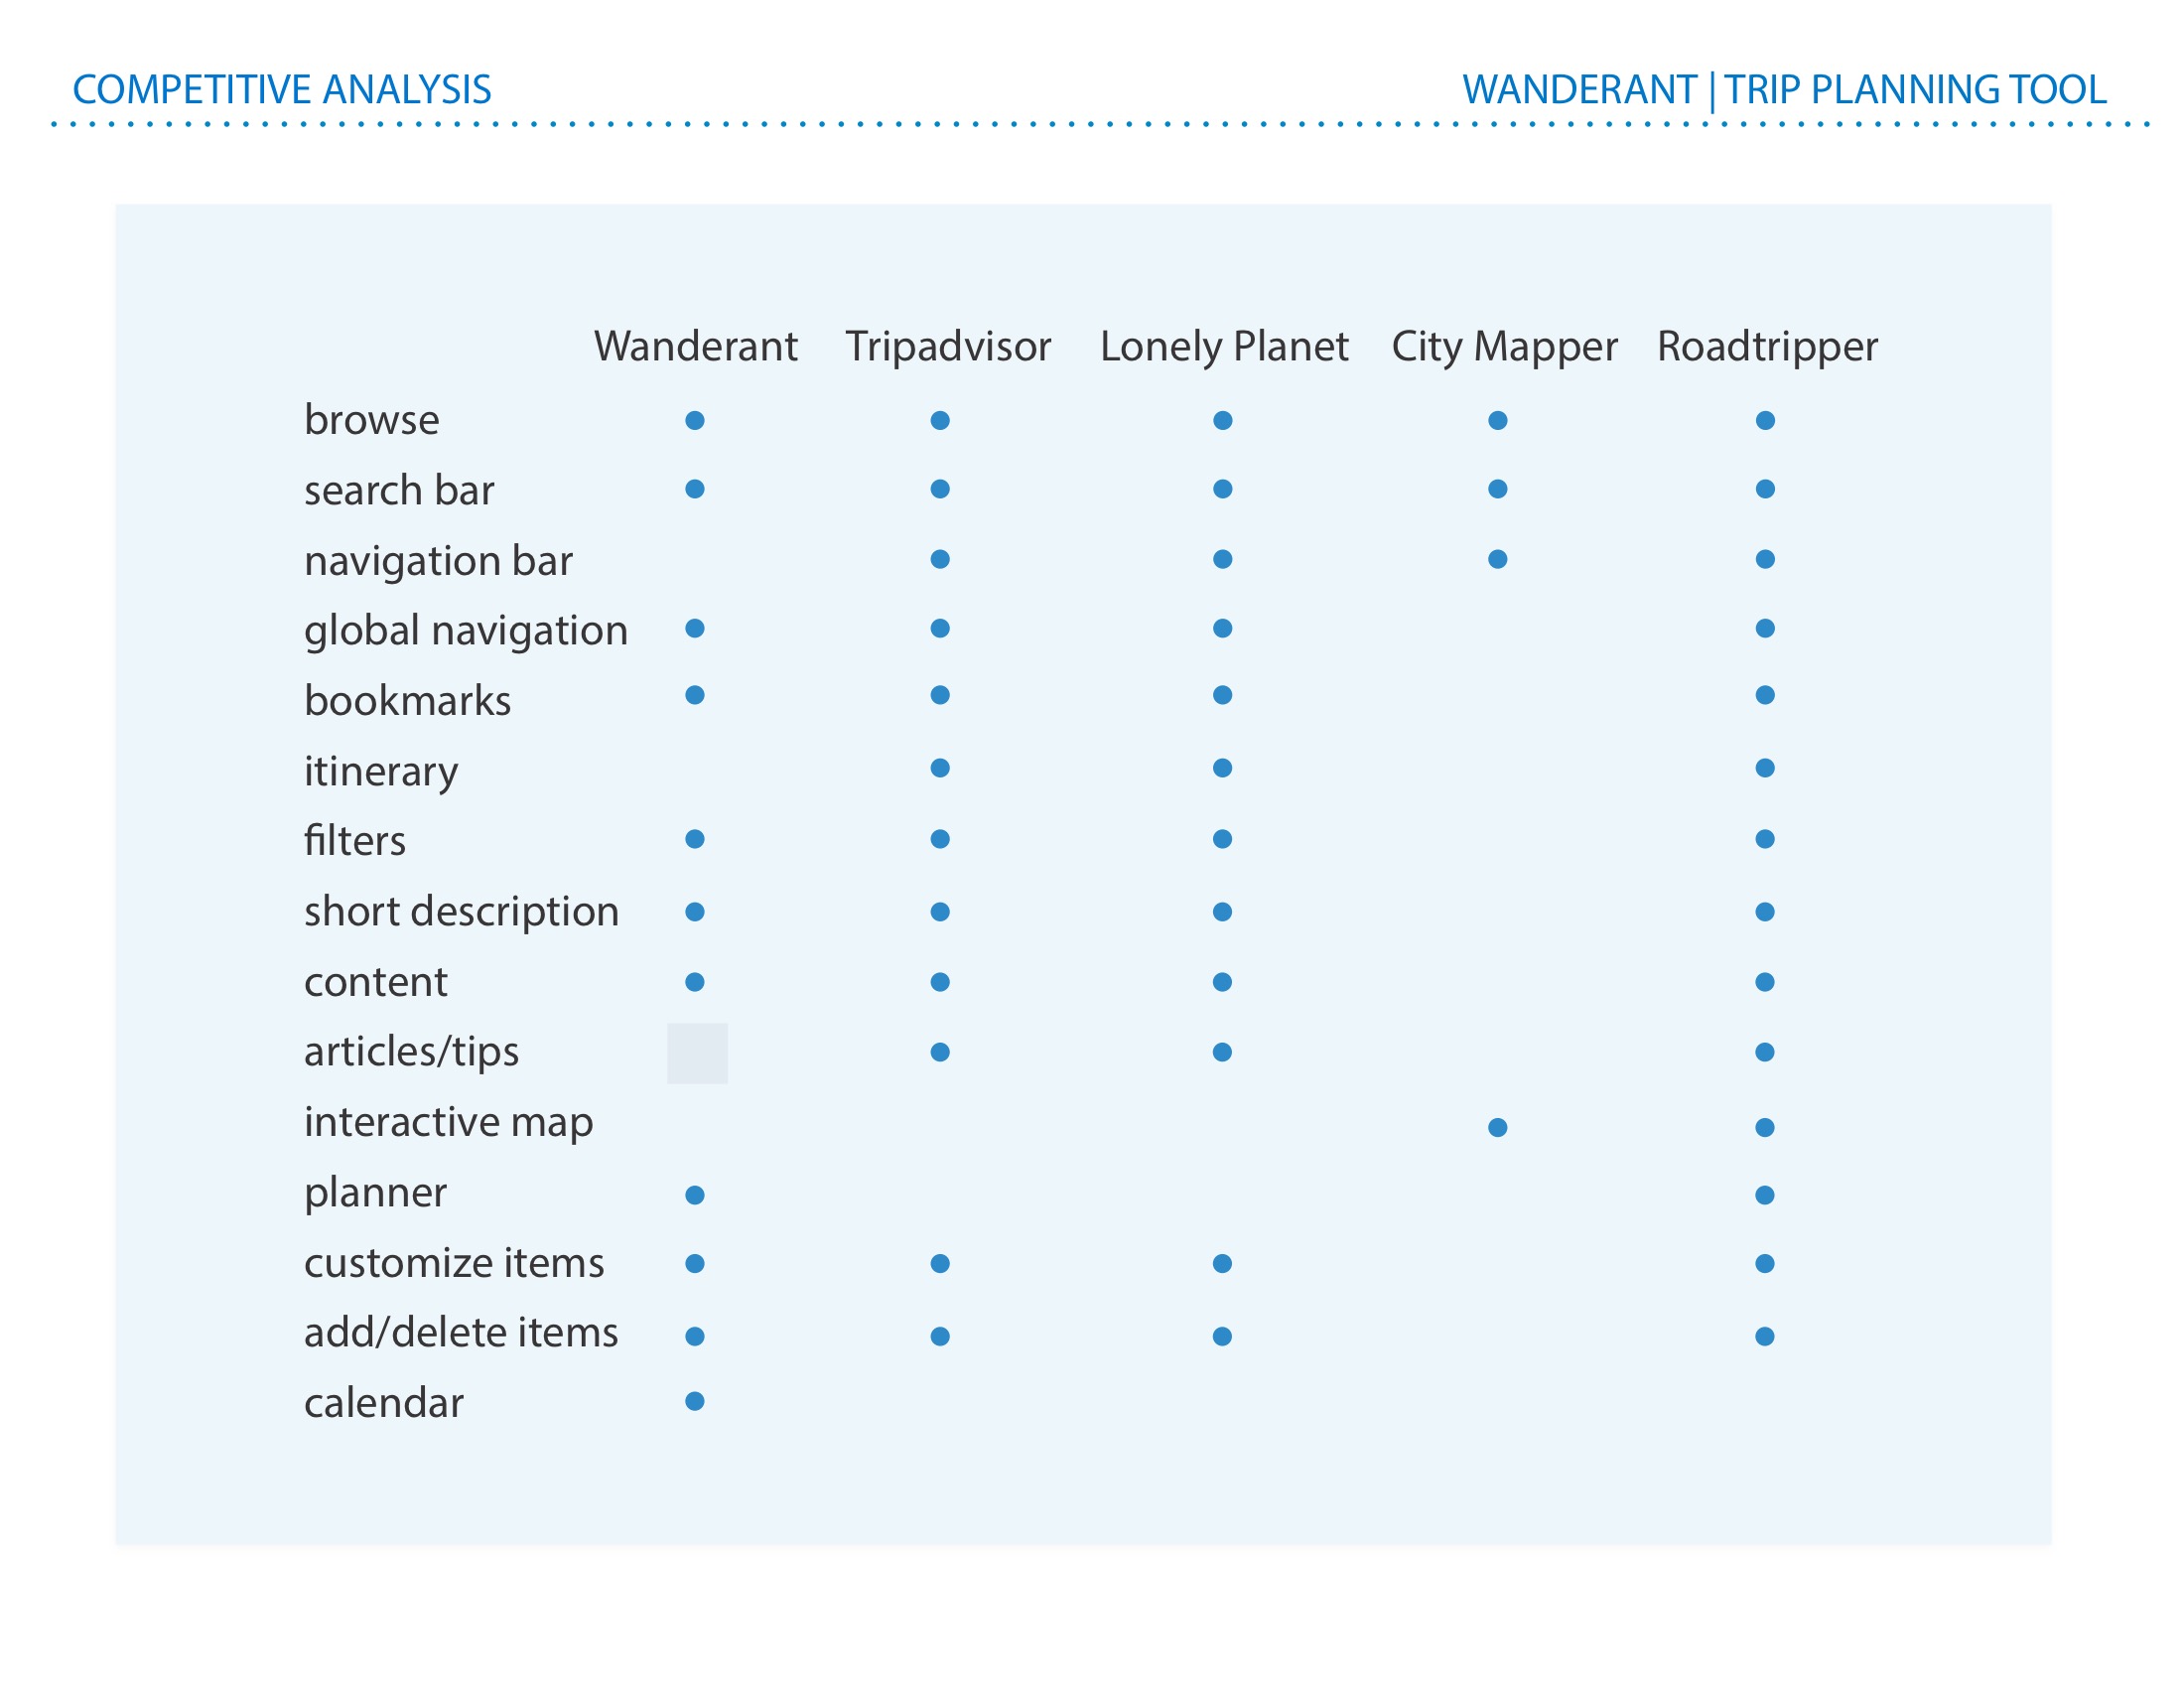 COMPETITIVE ANALYSIS
WANDERANT | TRIP PLANNING TOOL
Wanderant Tripadvisor Lonely Planet City Mapper Roadtripper
browse
search bar
navigation bar
global navigation
bookmarks
itinerary
filters
short description
content
articles/tips
interactive map
planner
customize items
add/delete items
calendar